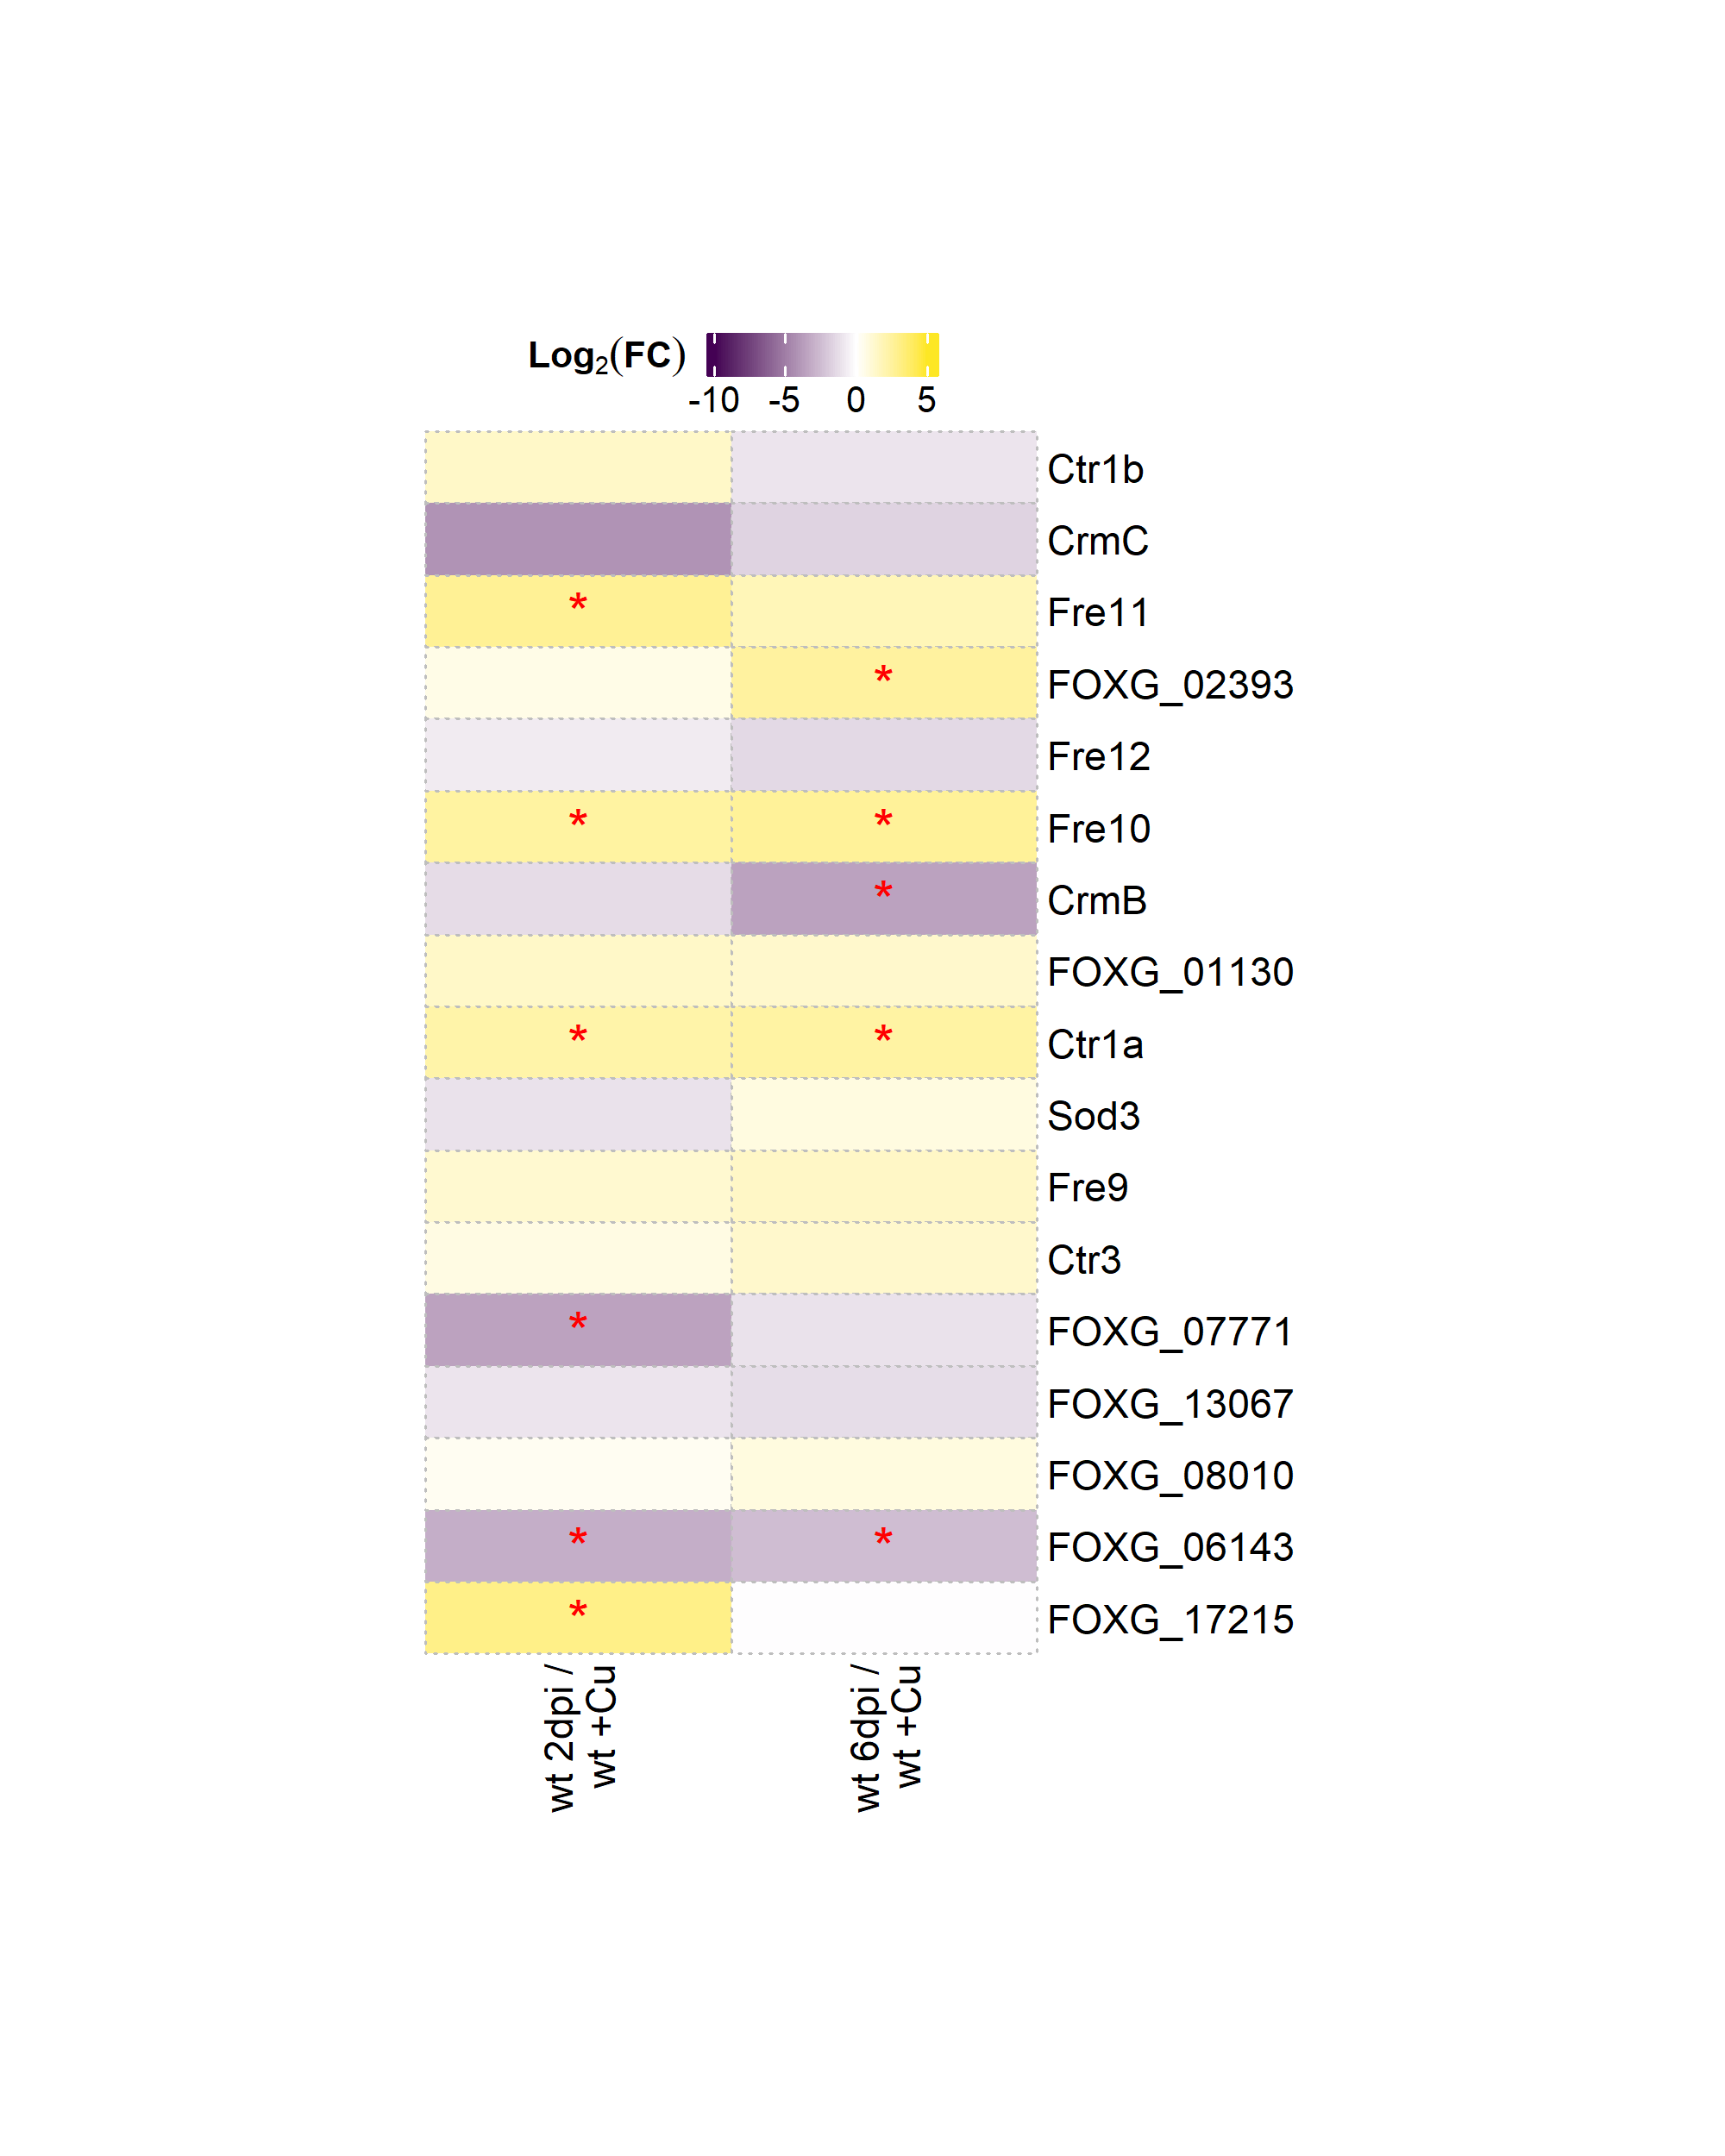 Log2(FC)
-10 -5 0 5
Ctr1b
CrmC
* Fre11
* FOXG_02393
Fre12
* * Fre10
* CrmB
FOXG_01130
* * Ctr1a
Sod3
Fre9
Ctr3
* FOXG_07771
FOXG_13067
FOXG_08010
* * FOXG_06143
* FOXG_17215
wt 2dpi /
wt +Cu
wt 6dpi /
wt +Cu